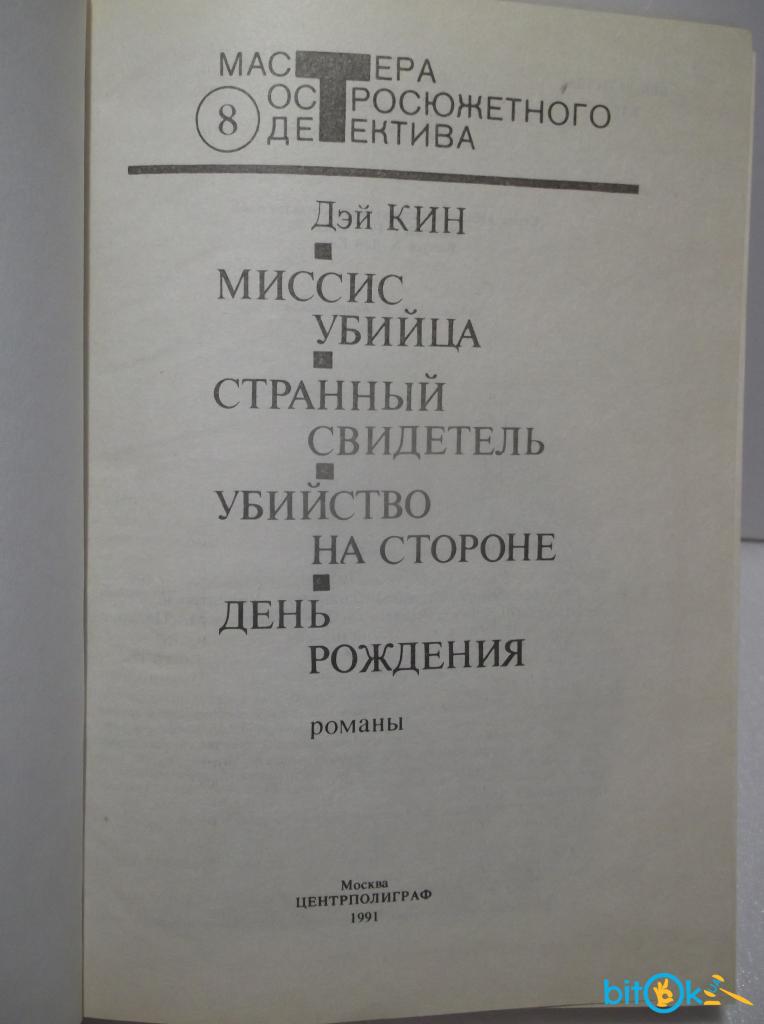 МАСТЕРА
ОСТРОСЮЖЕТНОГО
8 ДЕТЕКТИВА
Дэй КИН
МИССИС
УБИЙЦА
СТРАННЫЙ
СВИДЕТЕЛЬ
УБИЙСТВО
НА СТОРОНЕ
ДЕНЬ
РОЖДЕНИЯ
романы
Москва
ЦЕНТРПОЛИГРАФ
1991
bitOk